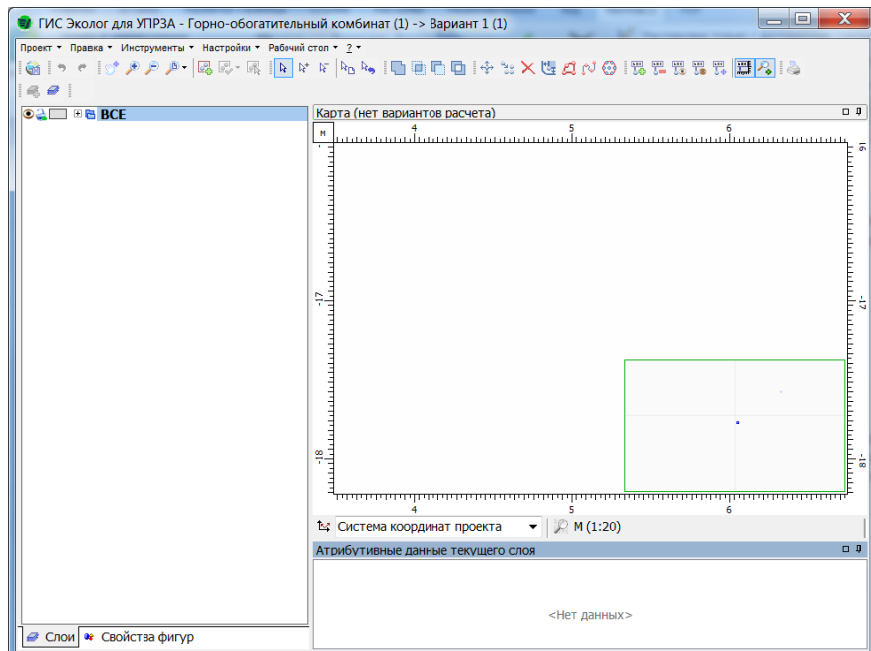 ГИС Эколог для УПРЗА - Горно-обогатительный комбинат (1) -> Вариант 1 (1)
Проект Правка Инструменты Настройки Рабочий стол ?
ВСЕ
Карта (нет вариантов расчета)
м
4 5 6
16
-17 -17
-18 -18
4 5 6
Система координат проекта М (1:20)
Атрибутивные данные текущего слоя
<Нет данных>
Слои Свойства фигур